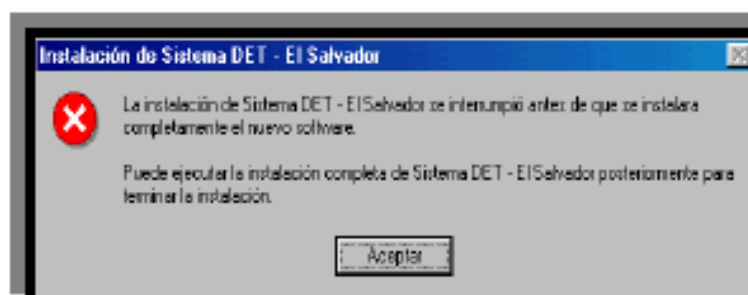 Instalación de Sistema DET - El Salvador
La instalación de Sistema DET - El Salvador se interrumpió antes de que se instalara
completamente el nuevo software.
Puede ejecutar la instalación completa de Sistema DET - El Salvador posteriormente para
terminar la instalación.
Aceptar